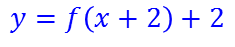 y = f(x + 2) + 2